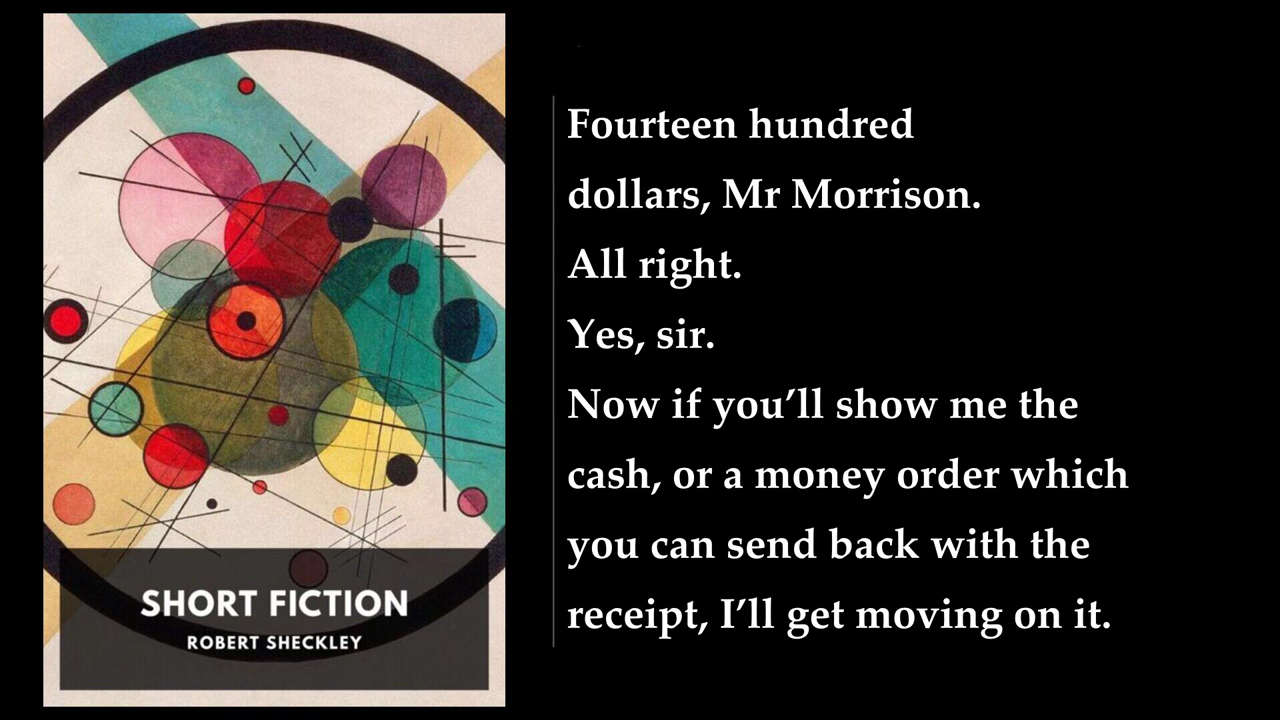 SHORT FICTION
ROBERT SHECKLEY
Fourteen hundred
dollars, Mr Morrison.
All right.
Yes, sir.
Now if you’ll show me the
cash, or a money order which
you can send back with the
receipt, I’ll get moving on it.